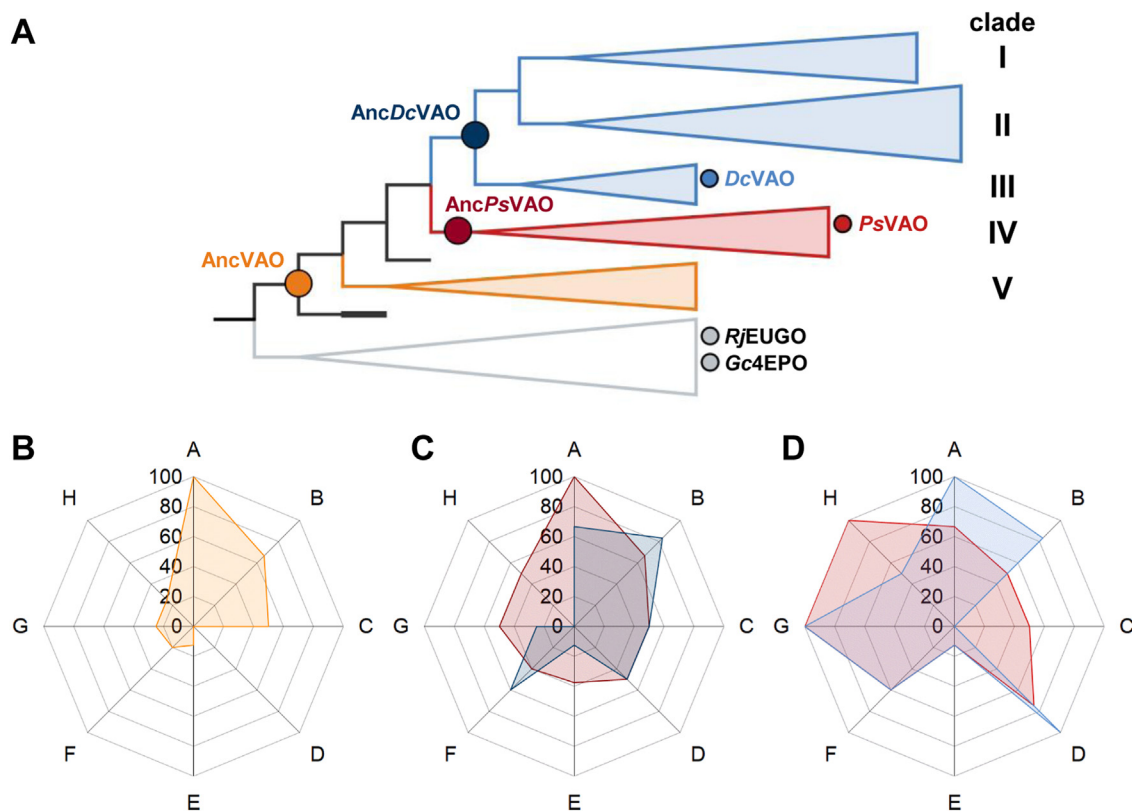 A
clade
I
AncDcVAO
II
DcVAO
III
AncPsVAO
PsVAO
IV
AncVAO
V
RjEUGO
Gc4EPO
B
A
B
C
D
E
F
G
H
100
80
60
40
20
0
C
A
B
C
D
E
F
G
H
100
80
60
40
20
0
D
A
B
C
D
E
F
G
H
100
80
60
40
20
0